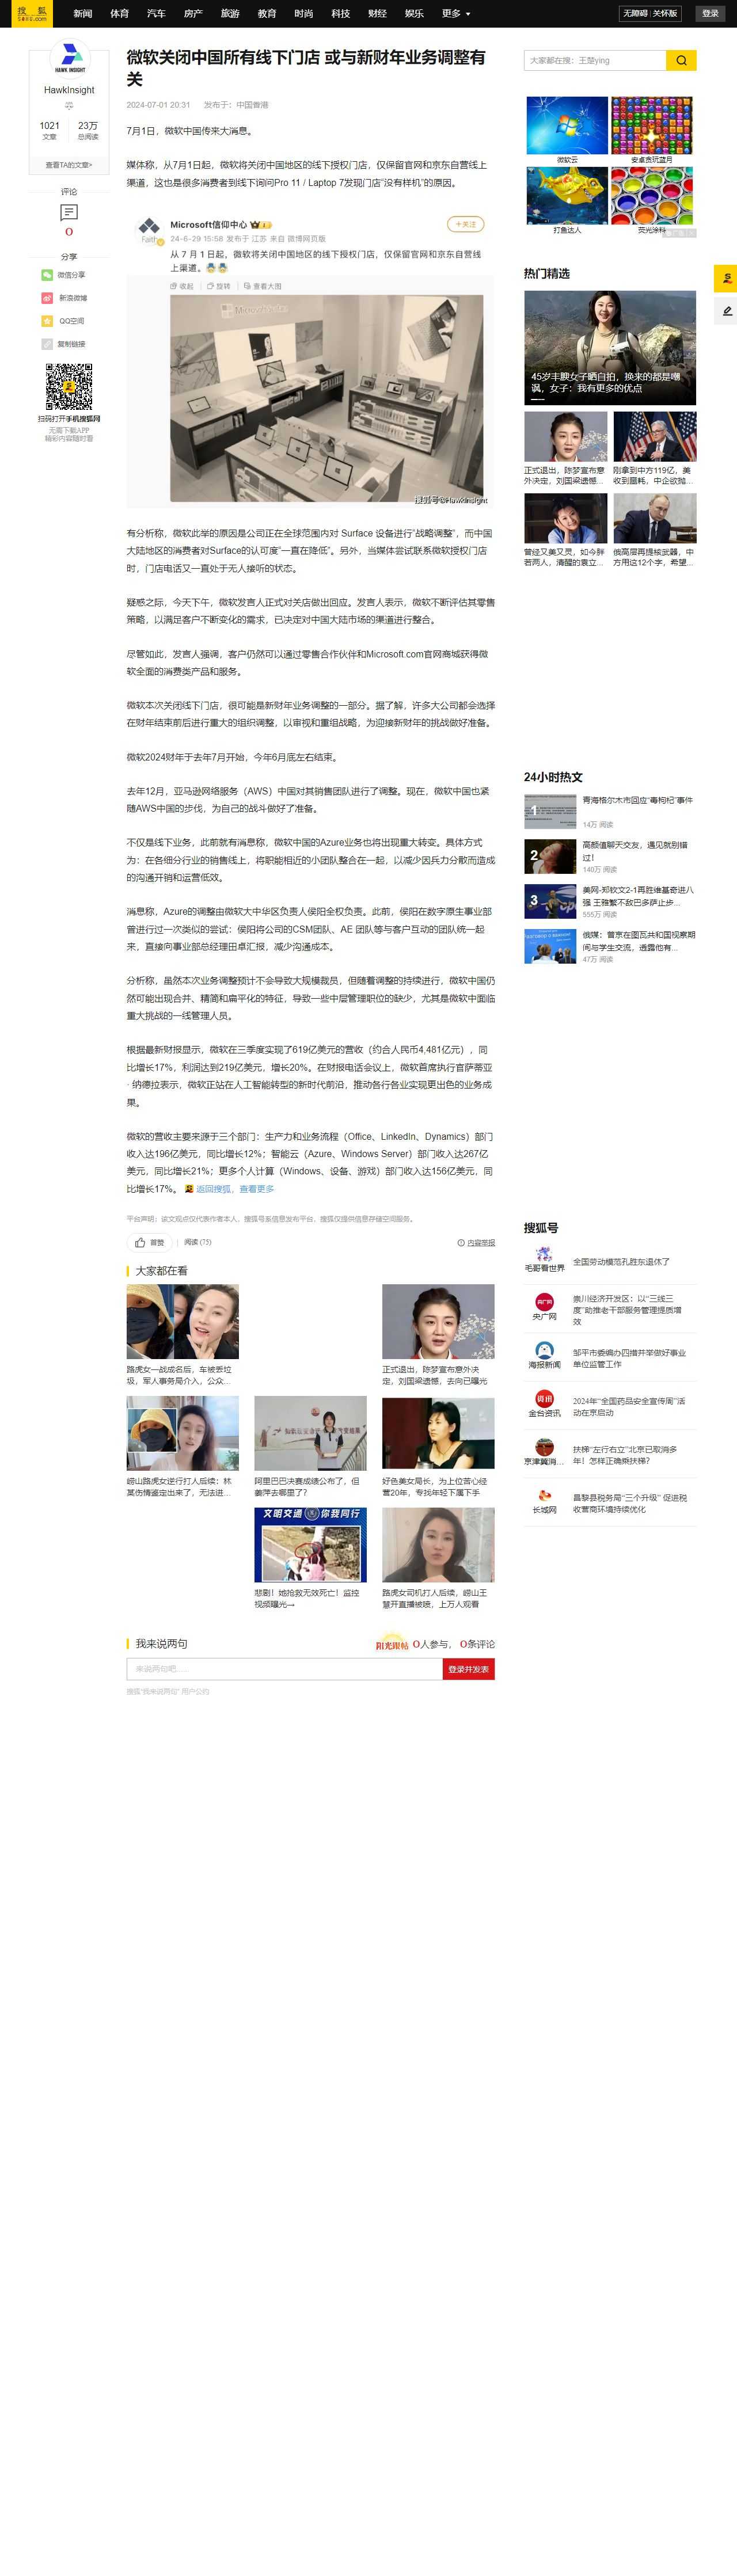 搜狐
SOHU.com
新闻 体育 汽车 房产 旅游 教育 时尚 科技 财经 娱乐 更多
无障碍 | 关怀版
登录
HAWK INSIGHT
HawkInsight
1021 23万
文章 总阅读
查看TA的文章>
评论
0
分享
微信分享
新浪微博
QQ空间
复制链接
扫码打开手机搜狐网
无需下载APP
精彩内容随时看
微软关闭中国所有线下门店 或与新财年业务调整有
关
2024-07-01 20:31 发布于：中国香港
7月1日，微软中国传来大消息。
媒体称，从7月1日起，微软将关闭中国地区的线下授权门店，仅保留官网和京东自营线上
渠道，这也是很多消费者到线下询问Pro 11 / Laptop 7发现门店“没有样机”的原因。
Microsoft信仰中心
+关注
Faith
24-6-29 15:58 发布于 江苏 来自 微博网页版
从 7 月 1 日起，微软将关闭中国地区的线下授权门店，仅保留官网和京东自营线
上渠道。
收起 旋转 查看大图
搜狐号@HawkInsight
有分析称，微软此举的原因是公司正在全球范围内对 Surface 设备进行“战略调整”，而中国
大陆地区的消费者对Surface的认可度“一直在降低”。另外，当媒体尝试联系微软授权门店
时，门店电话又一直处于无人接听的状态。
疑惑之际，今天下午，微软发言人正式对关店做出回应。发言人表示，微软不断评估其零售
策略，以满足客户不断变化的需求，已决定对中国大陆市场的渠道进行整合。
尽管如此，发言人强调，客户仍然可以通过零售合作伙伴和Microsoft.com官网商城获得微
软全面的消费类产品和服务。
微软本次关闭线下门店，很可能是新财年业务调整的一部分。据了解，许多大公司都会选择
在财年结束前后进行重大的组织调整，以审视和重组战略，为迎接新财年的挑战做好准备。
微软2024财年于去年7月开始，今年6月底左右结束。
去年12月，亚马逊网络服务（AWS）中国对其销售团队进行了调整。现在，微软中国也紧
随AWS中国的步伐，为自己的战斗做好了准备。
不仅是线下业务，此前就有消息称，微软中国的Azure业务也将出现重大转变。具体方式
为：在各细分行业的销售线上，将职能相近的小团队整合在一起，以减少因兵力分散而造成
的沟通开销和运营低效。
消息称，Azure的调整由微软大中华区负责人侯阳全权负责。此前，侯阳在数字原生事业部
曾进行过一次类似的尝试：侯阳将公司的CSM团队、AE 团队等与客户互动的团队统一起
来，直接向事业部总经理田卓汇报，减少沟通成本。
分析称，虽然本次业务调整预计不会导致大规模裁员，但随着调整的持续进行，微软中国仍
然可能出现合并、精简和扁平化的特征，导致一些中层管理职位的缺少，尤其是微软中面临
重大挑战的一线管理人员。
根据最新财报显示，微软在三季度实现了619亿美元的营收（约合人民币4,481亿元），同
比增长17%，利润达到219亿美元，增长20%。在财报电话会议上，微软首席执行官萨蒂亚
· 纳德拉表示，微软正站在人工智能转型的新时代前沿，推动各行各业实现更出色的业务成
果。
微软的营收主要来源于三个部门：生产力和业务流程（Office、LinkedIn、Dynamics）部门
收入达196亿美元，同比增长12%；智能云（Azure、Windows Server）部门收入达267亿
美元，同比增长21%；更多个人计算（Windows、设备、游戏）部门收入达156亿美元，同
比增长17%。 返回搜狐，查看更多
平台声明：该文观点仅代表作者本人，搜狐号系信息发布平台，搜狐仅提供信息存储空间服务。
首赞 阅读 (75)
内容举报
大家都在看
路虎女一战成名后，车被丢垃
圾，军人事务局介入，公众...
正式退出，陈梦宣布意外决
定，刘国梁遗憾，去向已曝光
崂山路虎女逆行打人后续：林
某伤情鉴定出来了，无法进...
阿里巴巴决赛成绩公布了，但
姜萍去哪里了？
好色美女局长，为上位苦心经
营20年，专找年轻下属下手
文明交通 你我同行
悲剧！她抢救无效死亡！监控
视频曝光→
路虎女司机打人后续，崂山王
慧开直播被喷，上万人观看
我来说两句
阳光跟帖 0人参与， 0条评论
来说两句吧......
登录并发表
搜狐“我来说两句” 用户公约
大家都在搜：王楚ying
微软云
安卓贪玩蓝月
打鱼达人
荧光涂料
热门精选
45岁丰腴女子晒自拍，换来的都是嘲
讽，女子：我有更多的优点
正式退出，陈梦宣布意
外决定，刘国梁遗憾...
刚拿到中方119亿，美
收到噩耗，中企欲抛...
曾经又美又灵，如今胖
若两人，清醒的袁立...
俄高层再提核武器，中
方用这12个字，希望...
24小时热文
1
青海格尔木市回应“毒枸杞”事件
14万 阅读
2
高颜值聊天交友，遇见就别错
过！
140万 阅读
3
美网-郑钦文2-1再胜维基奇进八
强 王雅繁不敌巴多萨止步...
555万 阅读
俄媒：普京在图瓦共和国视察期
间与学生交流，透露他有...
47万 阅读
搜狐号
毛哥看世界
全国劳动模范孔胜东退休了
央广网
崇川经济开发区：以“三线三
度”助推老干部服务管理提质增
效
海报新闻
邹平市委编办四措并举做好事业
单位监管工作
金台资讯
2024年“全国药品安全宣传周”活
动在京启动
京津冀消...
扶梯“左行右立”北京已取消多
年！怎样正确乘扶梯？
长城网
昌黎县税务局“三个升级” 促进税
收营商环境持续优化